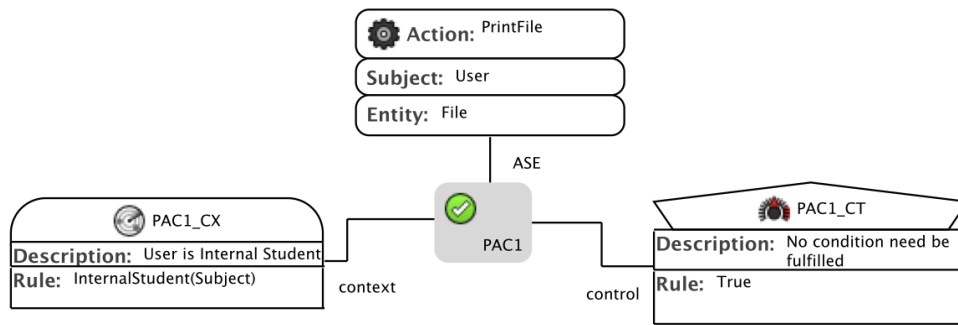 Action: PrintFile
Subject: User
Entity: File
ASE
PAC1
PAC1_CX
Description: User is Internal Student
Rule: InternalStudent(Subject)
context
PAC1_CT
Description: No condition need be
fulfilled
Rule: True
control